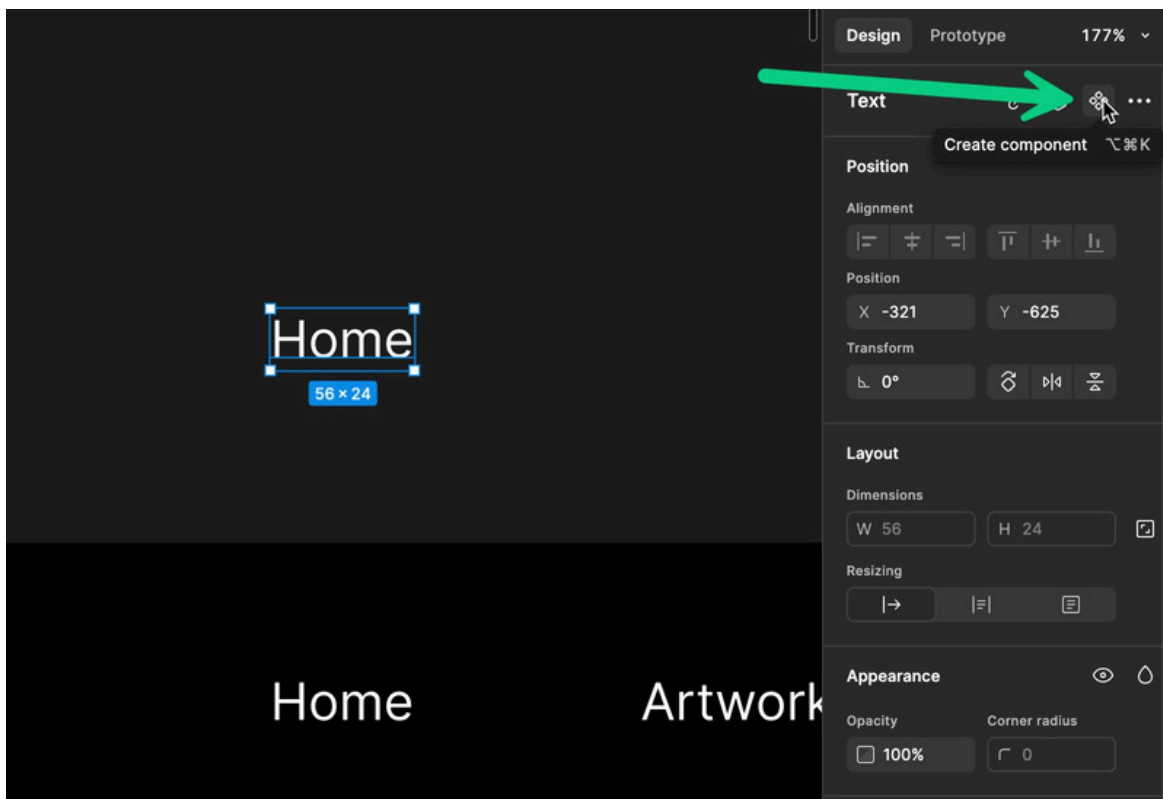 Design Prototype 177%
Text
Create component ⌥⌘K
Position
Alignment
Position
X -321 Y -625
Transform
0°
Layout
Dimensions
W 56 H 24
Resizing
Appearance
Opacity Corner radius
100% 0
Home
56 × 24
Home Artwork